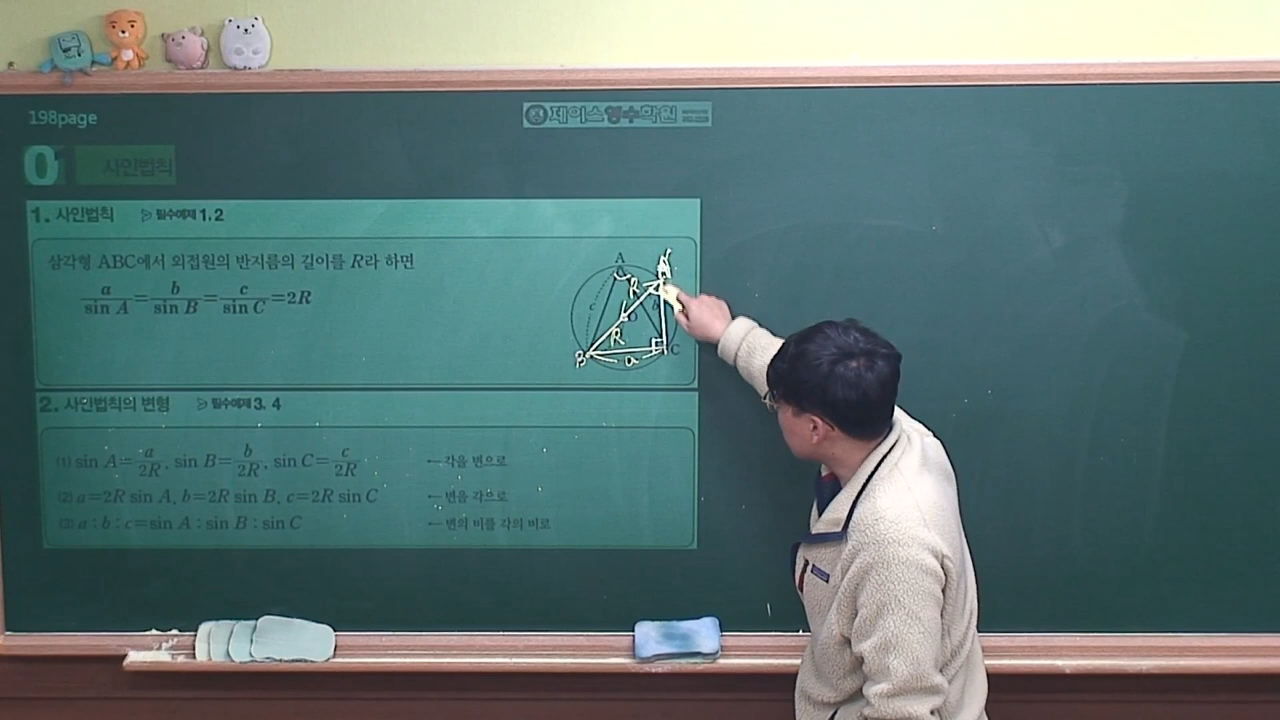 198page
제이스영수학원
01 사인법칙
1. 사인법칙 ▷ 필수예제 1, 2
삼각형 ABC에서 외접원의 반지름의 길이를 R라 하면
a/sin A = b/sin B = c/sin C = 2R
A
A'
R
c
b
O
R
B
a
C
2. 사인법칙의 변형 ▷ 필수예제 3, 4
(1) sin A = a/2R, sin B = b/2R, sin C = c/2R ←각을 변으로
(2) a=2R sin A, b=2R sin B, c=2R sin C ←변을 각으로
(3) a : b : c=sin A : sin B : sin C ←변의 비를 각의 비로